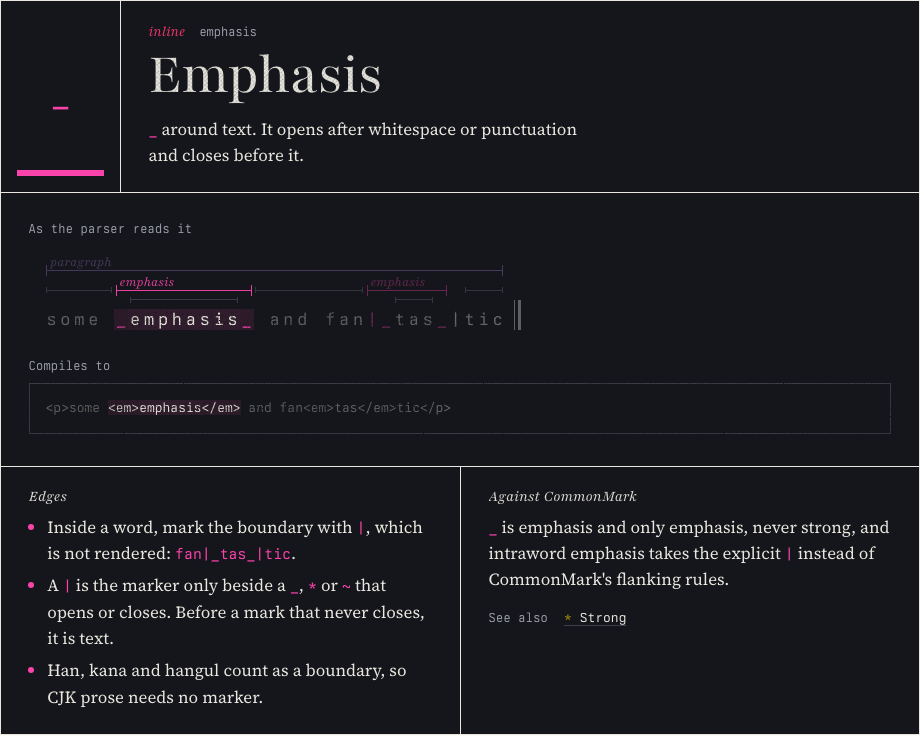 _
inline emphasis
Emphasis
_ around text. It opens after whitespace or punctuation
and closes before it.
As the parser reads it
paragraph
emphasis emphasis
some _emphasis_ and fan|_tas_|tic
Compiles to
<p>some <em>emphasis</em> and fan<em>tas</em>tic</p>
Edges
Inside a word, mark the boundary with |, which
is not rendered: fan|_tas_|tic.
A | is the marker only beside a _, * or ~ that
opens or closes. Before a mark that never closes,
it is text.
Han, kana and hangul count as a boundary, so
CJK prose needs no marker.
Against CommonMark
_ is emphasis and only emphasis, never strong, and
intraword emphasis takes the explicit | instead of
CommonMark's flanking rules.
See also * Strong